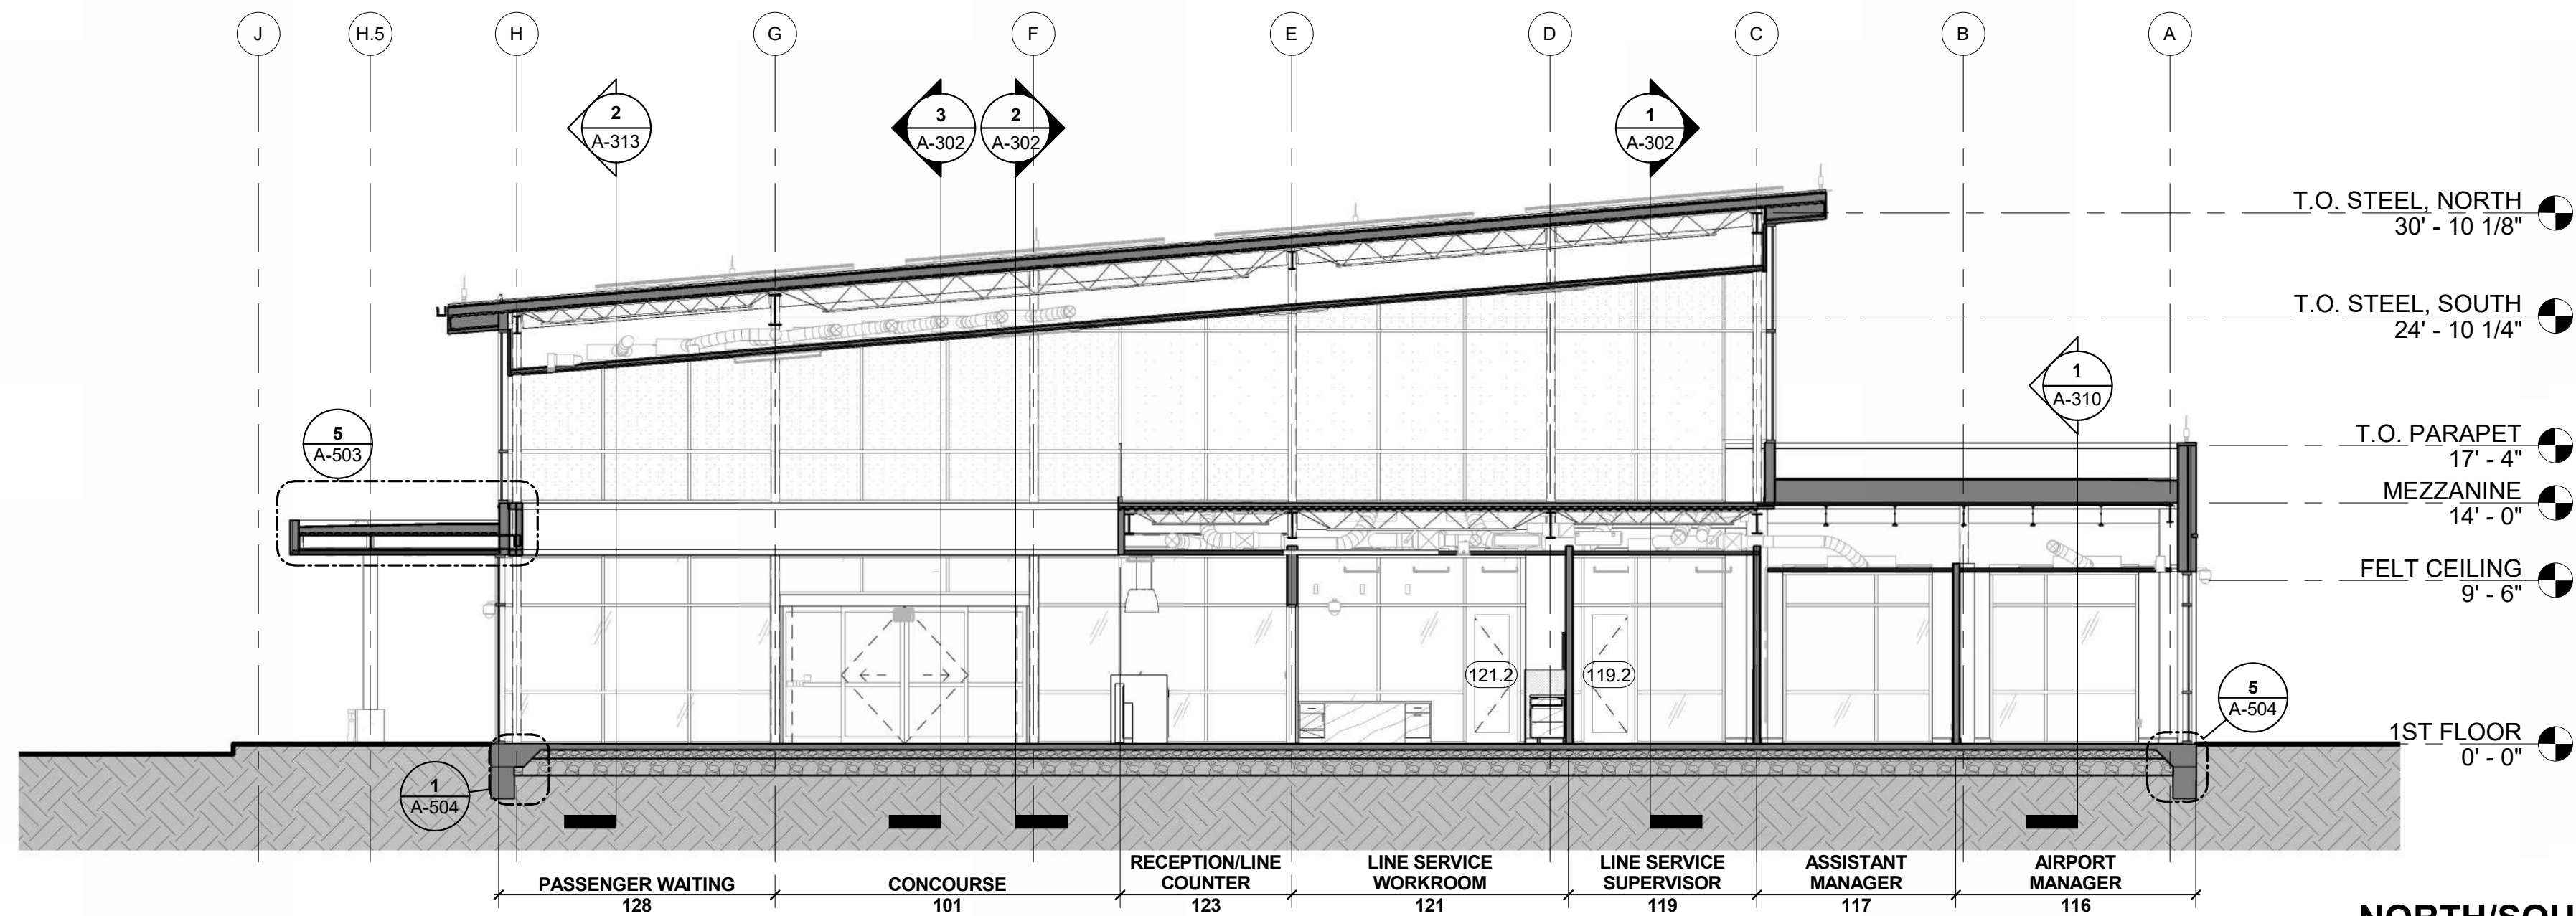 J
H.5
H
G
F
E
D
C
B
A
2
A-313
3
A-302
2
A-302
1
A-302
T.O. STEEL, NORTH
30' - 10 1/8"
T.O. STEEL, SOUTH
24' - 10 1/4"
1
A-310
5
A-503
T.O. PARAPET
17' - 4"
MEZZANINE
14' - 0"
FELT CEILING
9' - 6"
121.2
119.2
5
A-504
1ST FLOOR
0' - 0"
1
A-504
PASSENGER WAITING
128
CONCOURSE
101
RECEPTION/LINE
COUNTER
123
LINE SERVICE
WORKROOM
121
LINE SERVICE
SUPERVISOR
119
ASSISTANT
MANAGER
117
AIRPORT
MANAGER
116